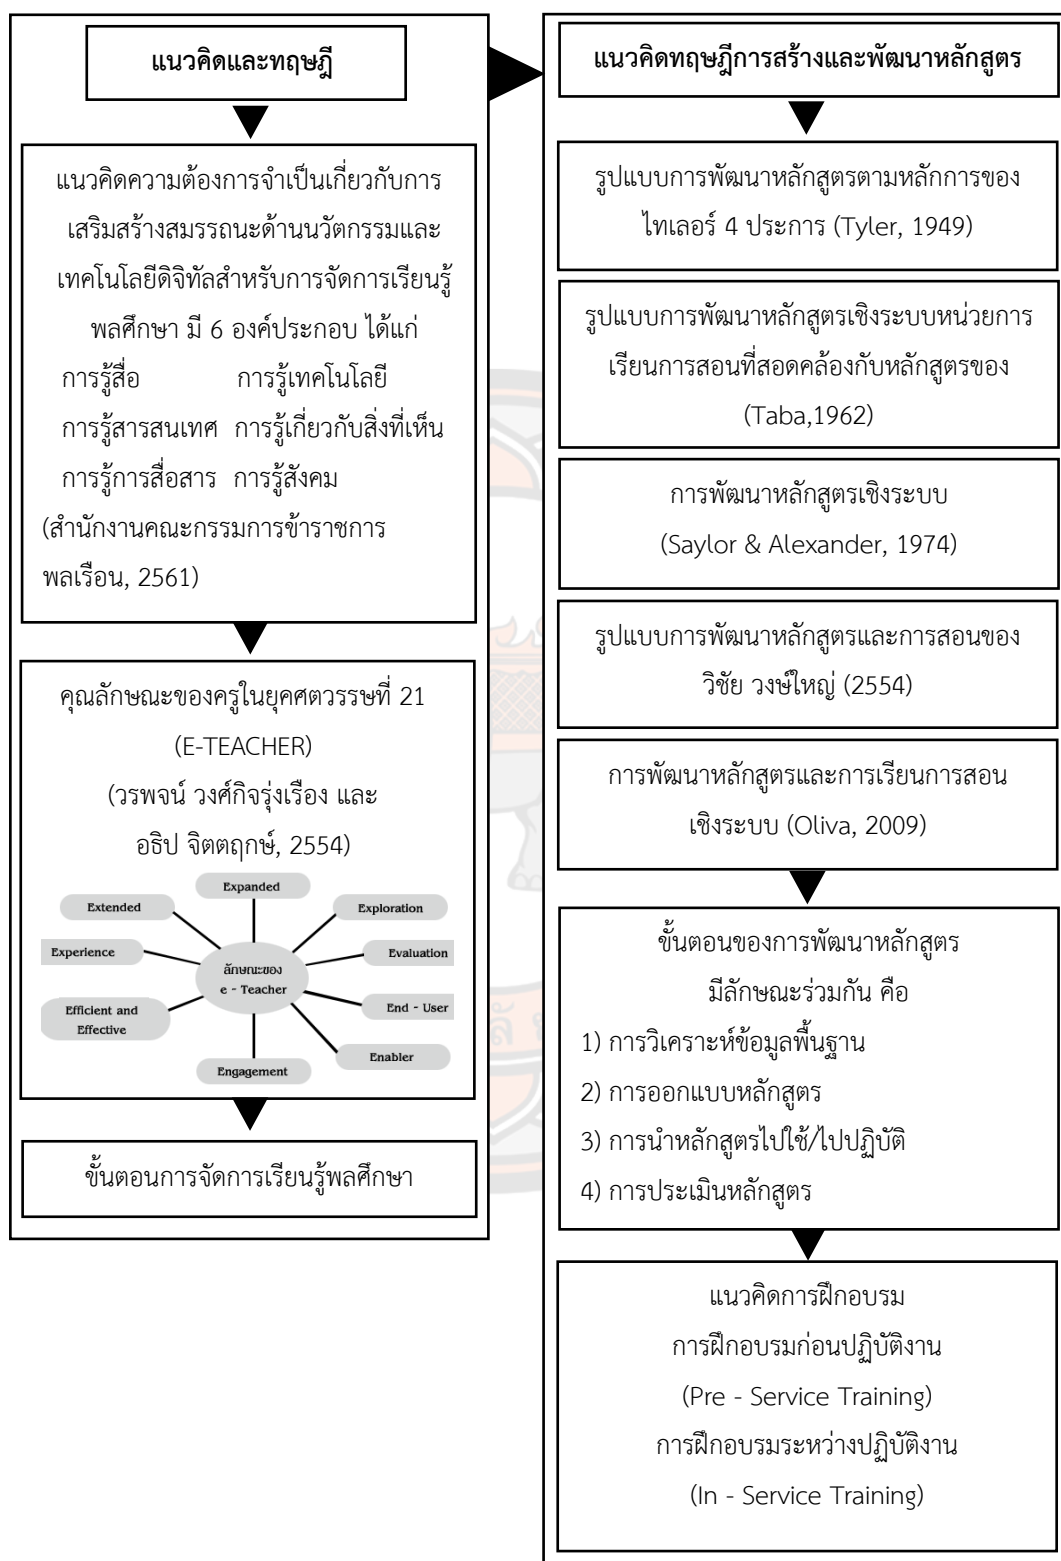 แนวคิดและทฤษฎี
แนวคิดความต้องการจำเป็นเกี่ยวกับการ
เสริมสร้างสมรรถนะด้านนวัตกรรมและ
เทคโนโลยีดิจิทัลสำหรับการจัดการเรียนรู้
พลศึกษา มี 6 องค์ประกอบ ได้แก่
การรู้สื่อ การรู้เทคโนโลยี
การรู้สารสนเทศ การรู้เกี่ยวกับสิ่งที่เห็น
การรู้การสื่อสาร การรู้สังคม
(สำนักงานคณะกรรมการข้าราชการ
พลเรือน, 2561)
คุณลักษณะของครูในยุคศตวรรษที่ 21
(E-TEACHER)
(วรพจน์ วงศ์กิจรุ่งเรือง และ
อธิป จิตตฤกษ์, 2554)
Expanded
Extended
Exploration
Experience
Evaluation
ลักษณะของ
e - Teacher
Efficient and
Effective
End - User
Enabler
Engagement
ขั้นตอนการจัดการเรียนรู้พลศึกษา
แนวคิดทฤษฎีการสร้างและพัฒนาหลักสูตร
รูปแบบการพัฒนาหลักสูตรตามหลักการของ
ไทเลอร์ 4 ประการ (Tyler, 1949)
รูปแบบการพัฒนาหลักสูตรเชิงระบบหน่วยการ
เรียนการสอนที่สอดคล้องกับหลักสูตรของ
(Taba,1962)
การพัฒนาหลักสูตรเชิงระบบ
(Saylor & Alexander, 1974)
รูปแบบการพัฒนาหลักสูตรและการสอนของ
วิชัย วงษ์ใหญ่ (2554)
การพัฒนาหลักสูตรและการเรียนการสอน
เชิงระบบ (Oliva, 2009)
ขั้นตอนของการพัฒนาหลักสูตร
มีลักษณะร่วมกัน คือ
1) การวิเคราะห์ข้อมูลพื้นฐาน
2) การออกแบบหลักสูตร
3) การนำหลักสูตรไปใช้/ไปปฏิบัติ
4) การประเมินหลักสูตร
แนวคิดการฝึกอบรม
การฝึกอบรมก่อนปฏิบัติงาน
(Pre - Service Training)
การฝึกอบรมระหว่างปฏิบัติงาน
(In - Service Training)